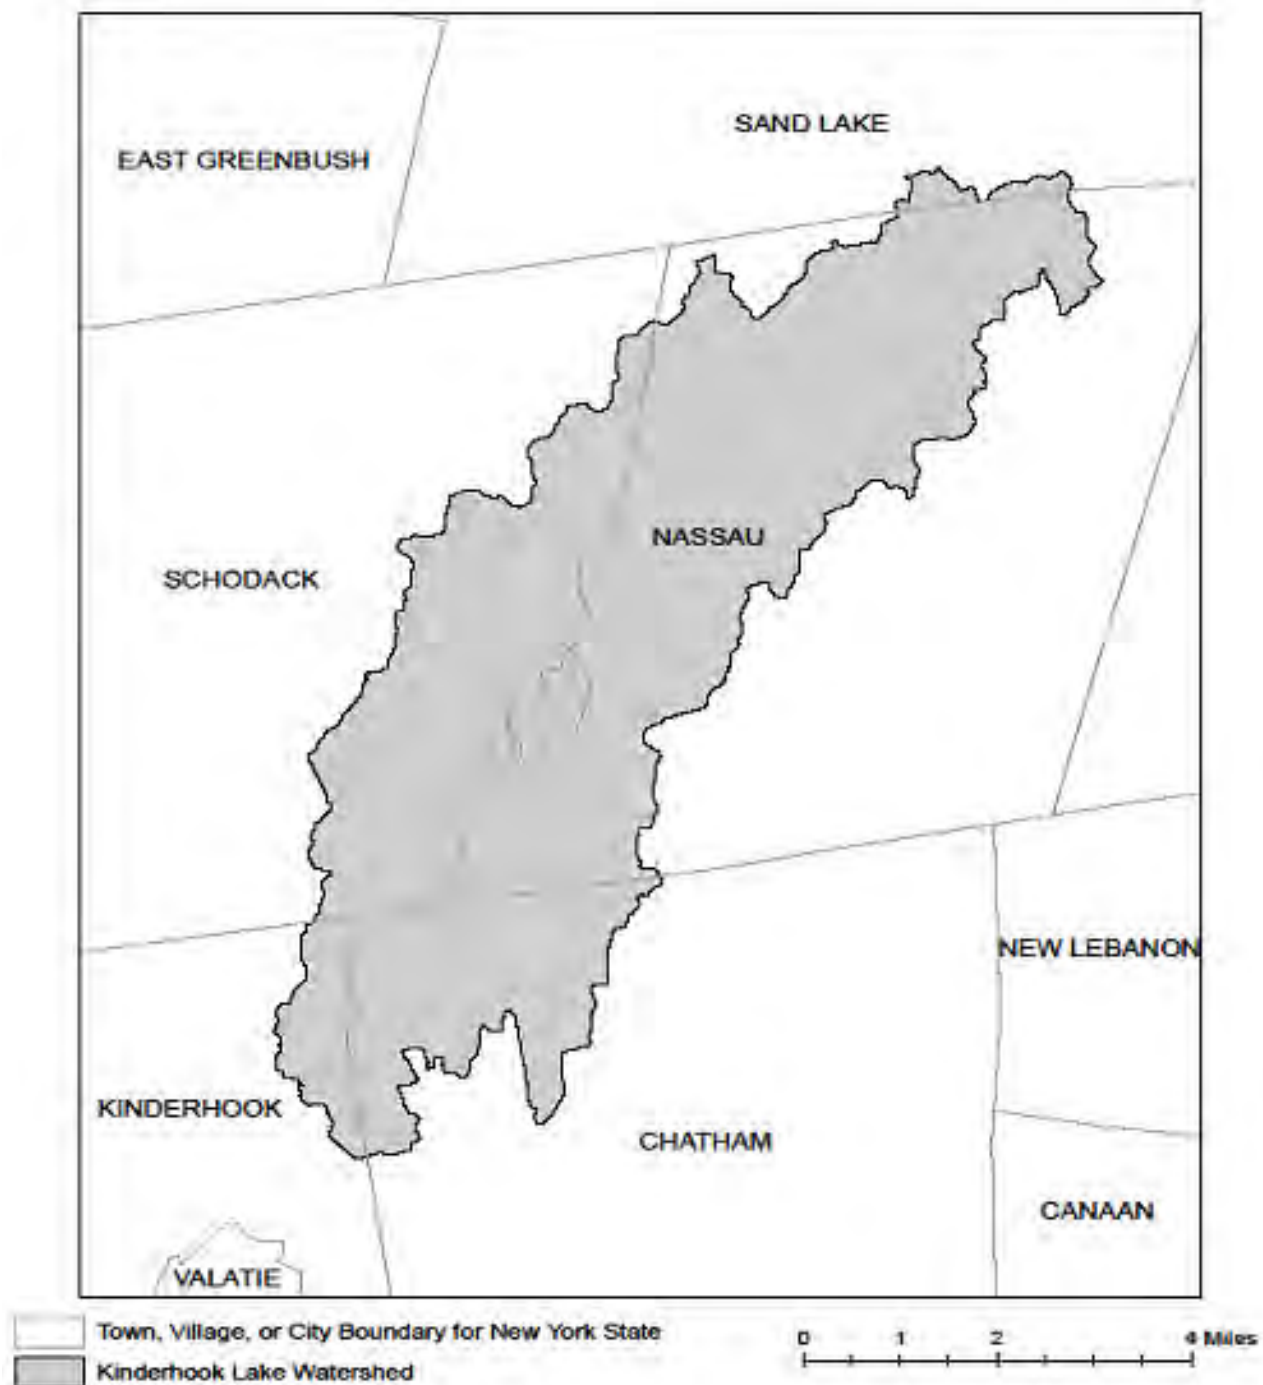 SAND LAKE
EAST GREENBUSH
NASSAU
SCHODACK
NEW LEBANON
KINDERHOOK
CHATHAM
CANAAN
VALATIE
Town, Village, or City Boundary for New York State
Kinderhook Lake Watershed
0 1 2 4 Miles